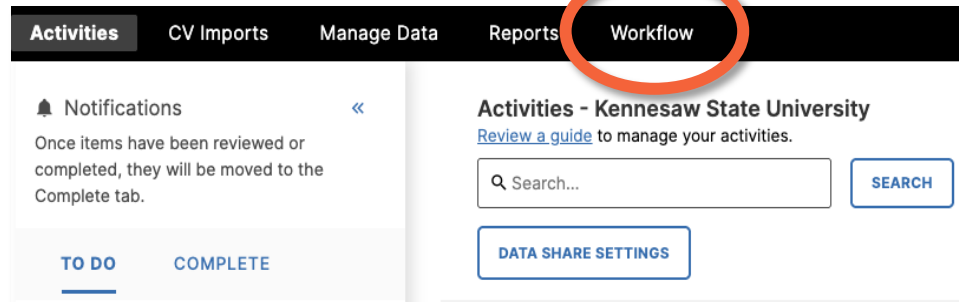 Activities CV Imports Manage Data Reports Workflow
Notifications
Once items have been reviewed or
completed, they will be moved to the
Complete tab.
TO DO COMPLETE
Activities - Kennesaw State University
Review a guide to manage your activities.
Search... SEARCH
DATA SHARE SETTINGS